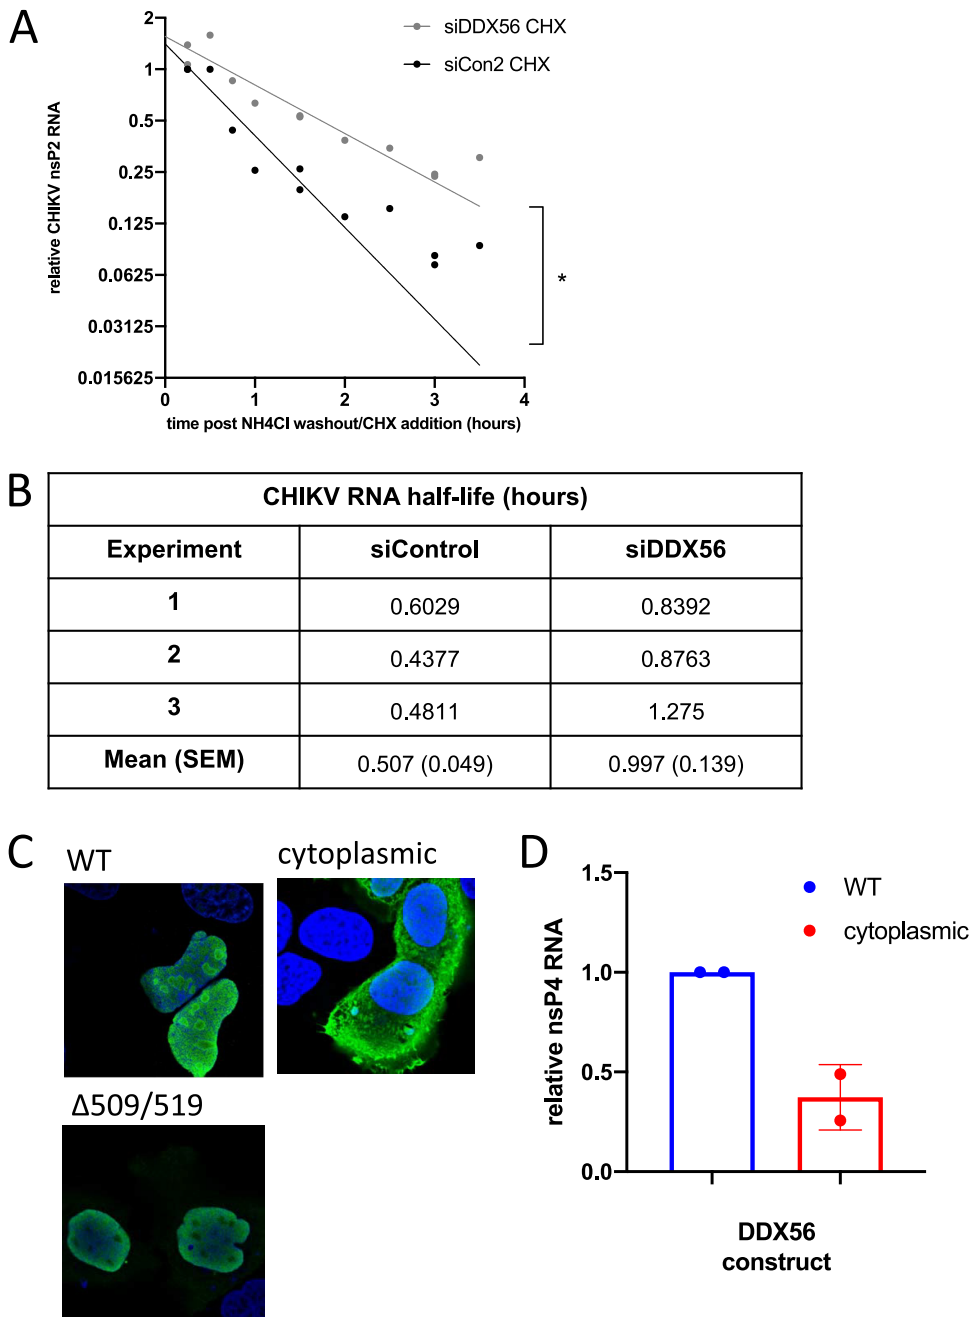 A
siDDX56 CHX
siCon2 CHX
relative CHIKV nsP2 RNA
2
1
0.5
0.25
0.125
0.0625
0.03125
0.015625
*
0 1 2 3 4
time post NH4Cl washout/CHX addition (hours)
B
CHIKV RNA half-life (hours)
Experiment siControl siDDX56
1 0.6029 0.8392
2 0.4377 0.8763
3 0.4811 1.275
Mean (SEM) 0.507 (0.049) 0.997 (0.139)
C
WT
cytoplasmic
Δ509/519
D
WT
cytoplasmic
relative nsP4 RNA
1.5
1.0
0.5
0.0
DDX56
construct